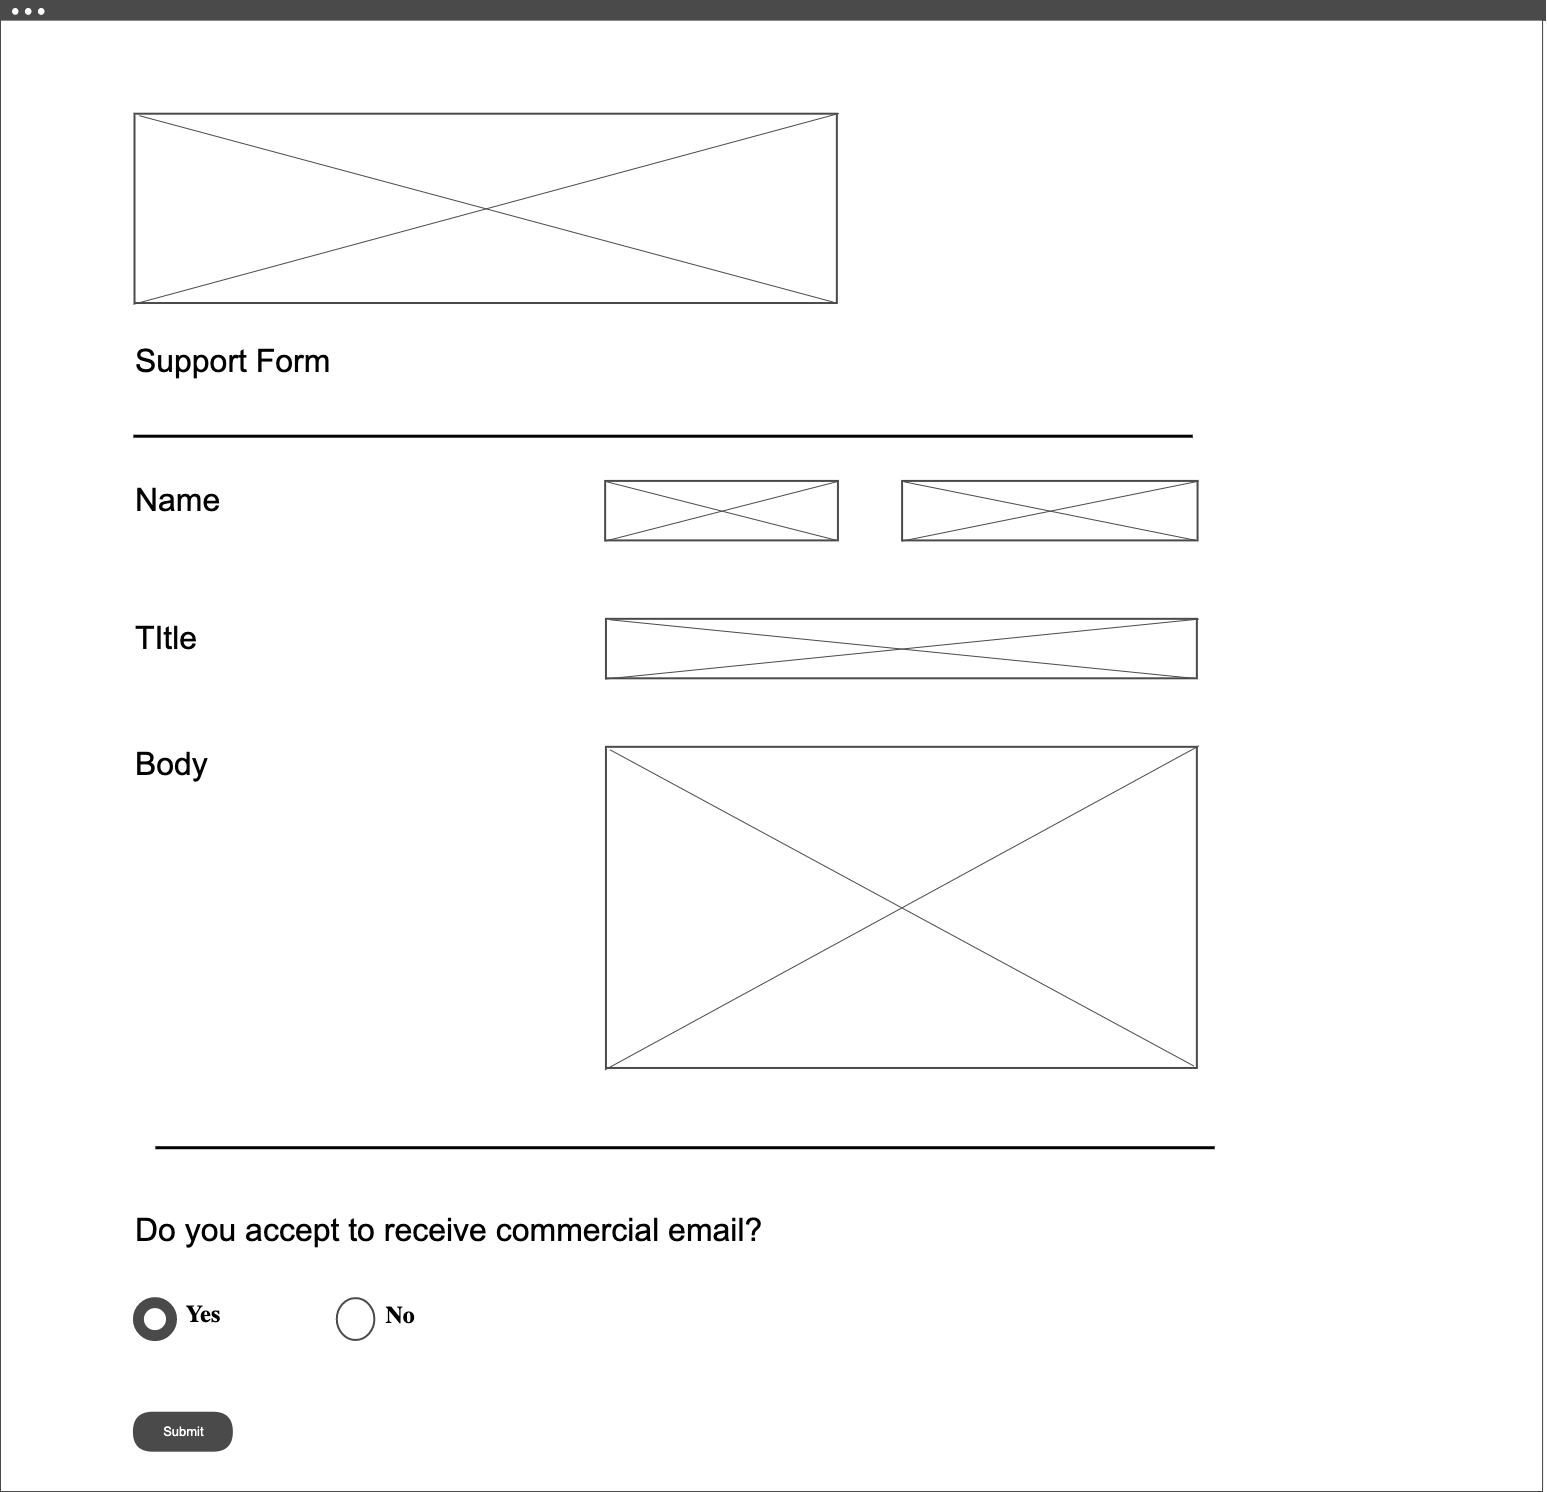 Support Form
Name
TItle
Body
Do you accept to receive commercial email?
Yes
No
Submit